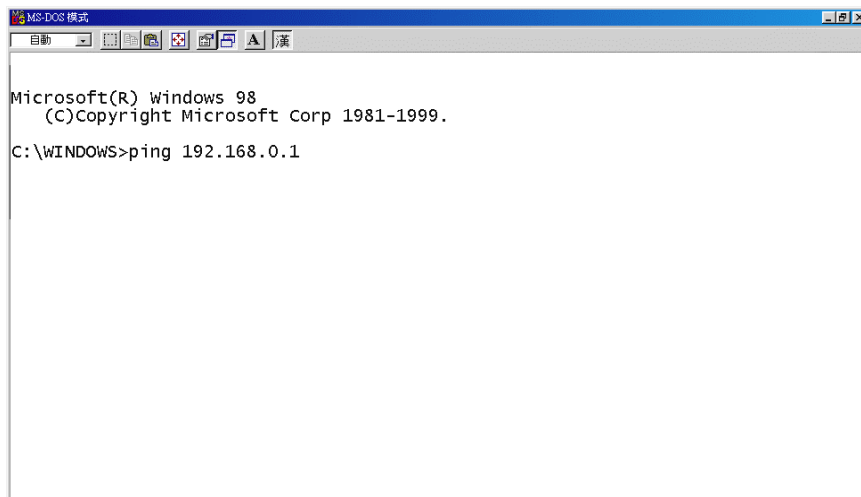 MS-DOS 模式
自動
A 漢
Microsoft(R) Windows 98
(C)Copyright Microsoft Corp 1981-1999.
C:\WINDOWS>ping 192.168.0.1